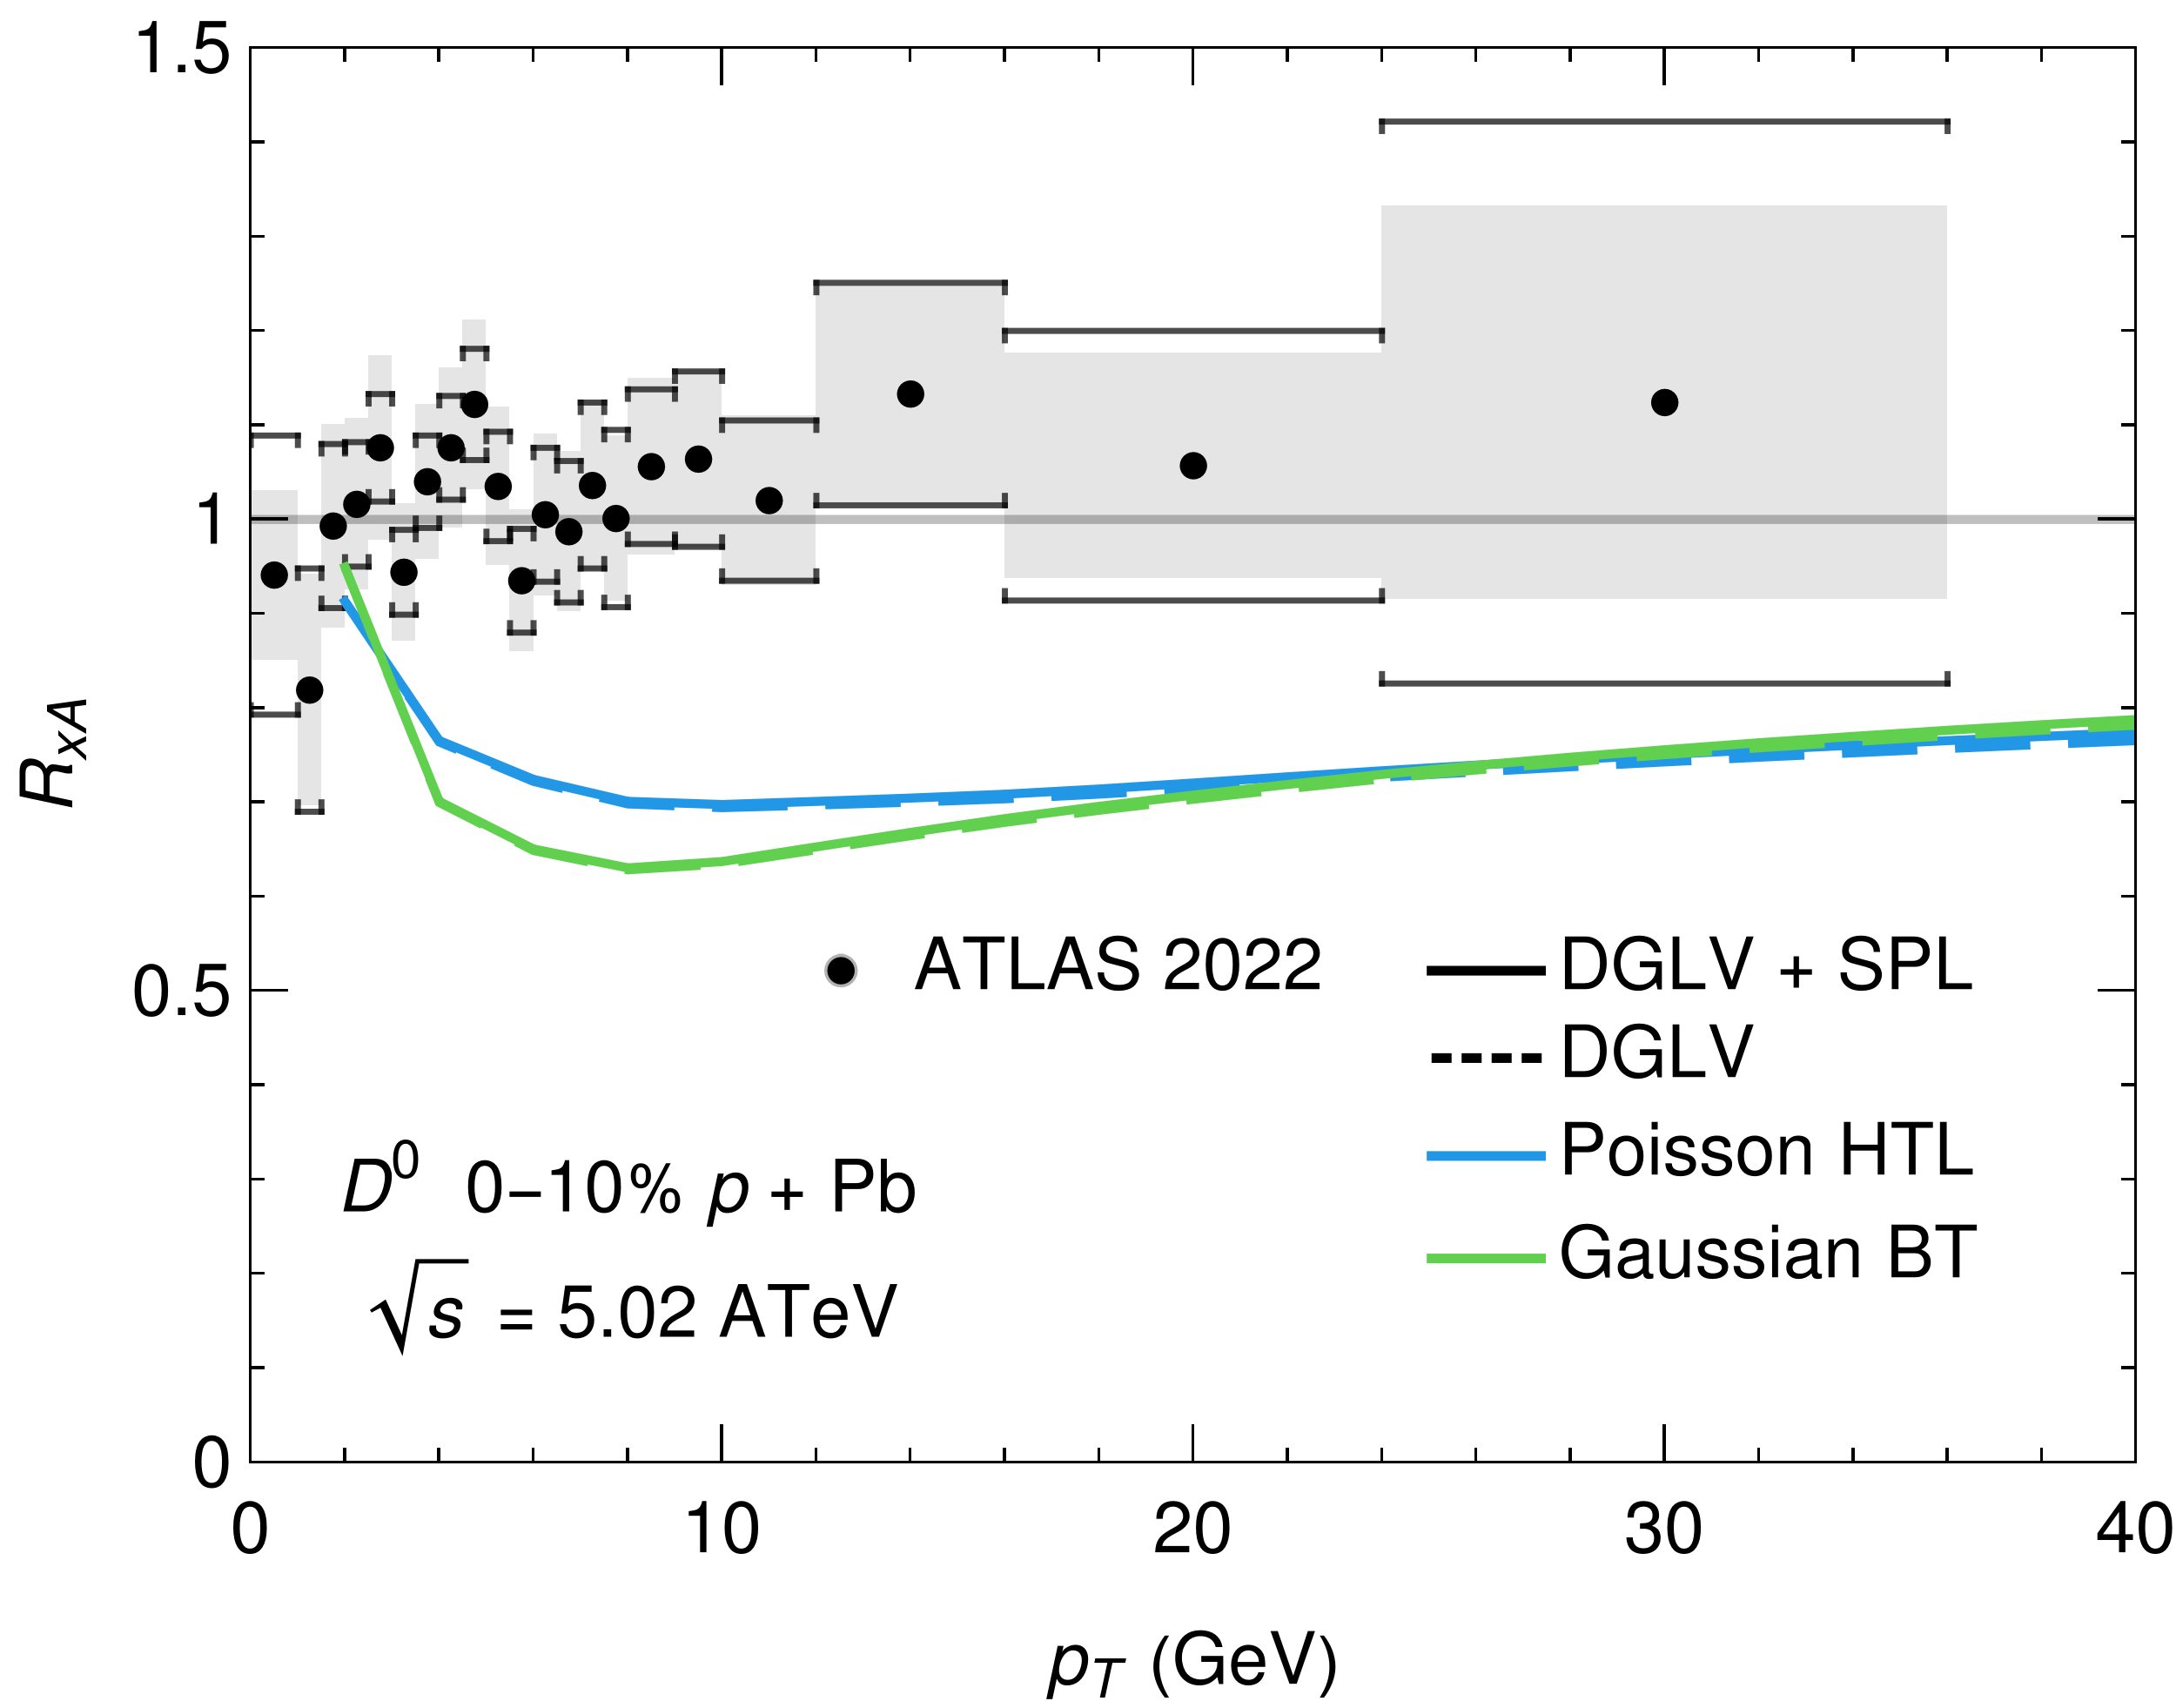 1.5
1
0.5
0
R_xA
ATLAS 2022
DGLV + SPL
DGLV
Poisson HTL
Gaussian BT
D⁰ 0–10% p + Pb
√s = 5.02 ATeV
0 10 20 30 40
p_T (GeV)